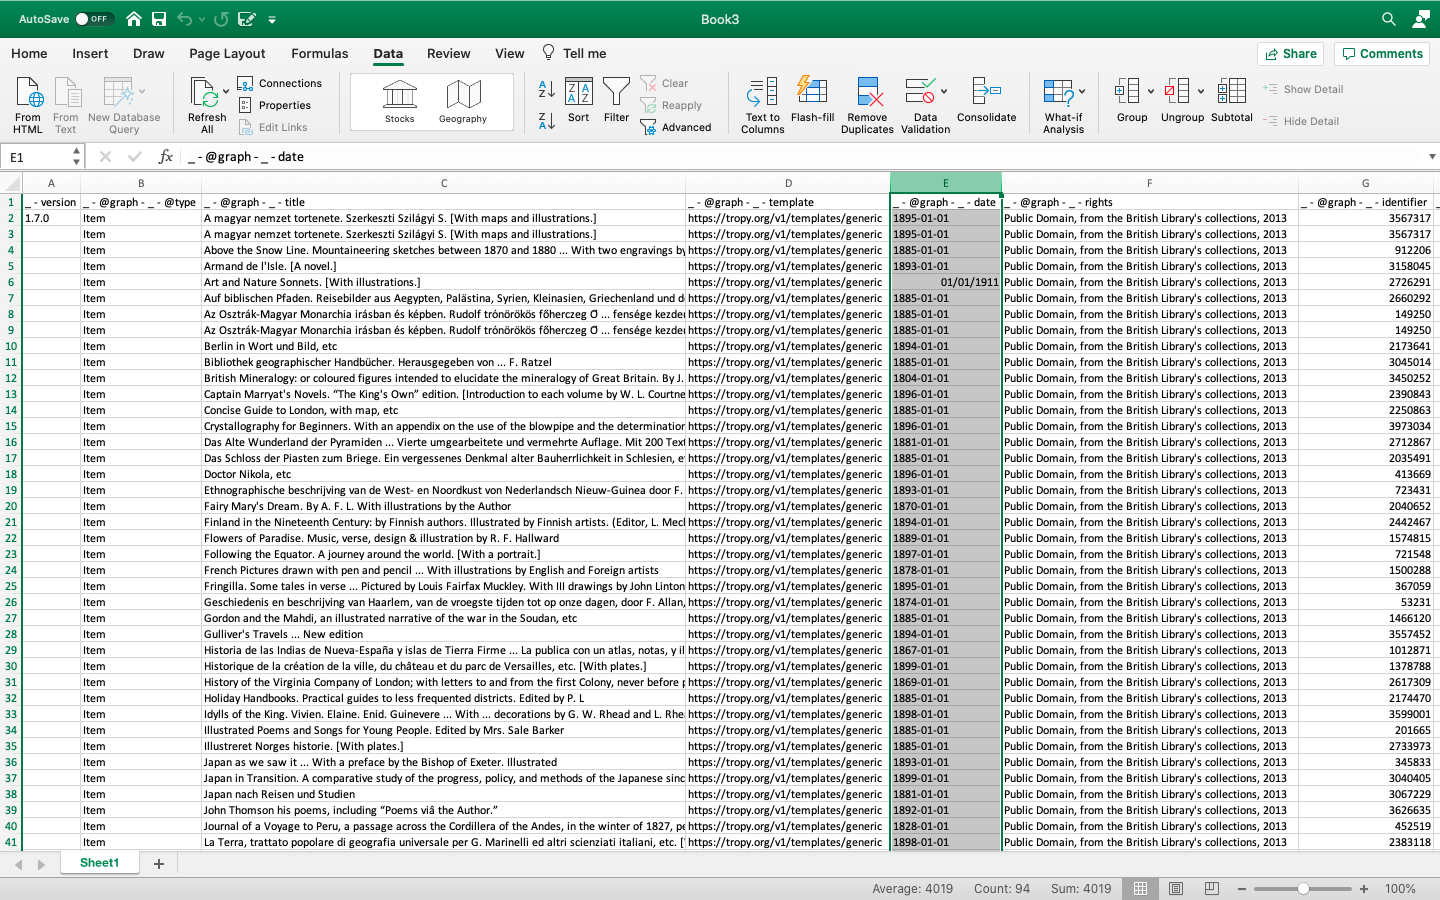 AutoSave OFF Book3
Home Insert Draw Page Layout Formulas Data Review View Tell me Share Comments
From HTML From Text New Database Query Refresh All Connections Properties Edit Links Stocks Geography Sort Filter Clear Reapply Advanced Text to Columns Flash-fill Remove Duplicates Data Validation Consolidate What-if Analysis Group Ungroup Subtotal Show Detail Hide Detail
E1 fx _ - @graph - _ - date
A B C D E F G
1 _ - version _ - @graph - _ - @type _ - @graph - _ - title _ - @graph - _ - template _ - @graph - _ - date _ - @graph - _ - rights _ - @graph - _ - identifier
2 1.7.0 Item A magyar nemzet tortenete. Szerkeszti Szilágyi S. [With maps and illustrations.] https://tropy.org/v1/templates/generic 1895-01-01 Public Domain, from the British Library's collections, 2013 3567317
3 Item A magyar nemzet tortenete. Szerkeszti Szilágyi S. [With maps and illustrations.] https://tropy.org/v1/templates/generic 1895-01-01 Public Domain, from the British Library's collections, 2013 3567317
4 Item Above the Snow Line. Mountaineering sketches between 1870 and 1880 ... With two engravings by https://tropy.org/v1/templates/generic 1885-01-01 Public Domain, from the British Library's collections, 2013 912206
5 Item Armand de l'Isle. [A novel.] https://tropy.org/v1/templates/generic 1893-01-01 Public Domain, from the British Library's collections, 2013 3158045
6 Item Art and Nature Sonnets. [With illustrations.] https://tropy.org/v1/templates/generic 01/01/1911 Public Domain, from the British Library's collections, 2013 2726291
7 Item Auf biblischen Pfaden. Reisebilder aus Aegypten, Palästina, Syrien, Kleinasien, Griechenland und https://tropy.org/v1/templates/generic 1885-01-01 Public Domain, from the British Library's collections, 2013 2660292
8 Item Az Osztrák-Magyar Monarchia irásban és képben. Rudolf trónörökös főherczeg Ő ... fensége kezde https://tropy.org/v1/templates/generic 1885-01-01 Public Domain, from the British Library's collections, 2013 149250
9 Item Az Osztrák-Magyar Monarchia irásban és képben. Rudolf trónörökös főherczeg Ő ... fensége kezde https://tropy.org/v1/templates/generic 1885-01-01 Public Domain, from the British Library's collections, 2013 149250
10 Item Berlin in Wort und Bild, etc https://tropy.org/v1/templates/generic 1894-01-01 Public Domain, from the British Library's collections, 2013 2173641
11 Item Bibliothek geographischer Handbücher. Herausgegeben von ... F. Ratzel https://tropy.org/v1/templates/generic 1885-01-01 Public Domain, from the British Library's collections, 2013 3045014
12 Item British Mineralogy: or coloured figures intended to elucidate the mineralogy of Great Britain. By J. https://tropy.org/v1/templates/generic 1804-01-01 Public Domain, from the British Library's collections, 2013 3450252
13 Item Captain Marryat's Novels. “The King's Own” edition. [Introduction to each volume by W. L. Courtne https://tropy.org/v1/templates/generic 1896-01-01 Public Domain, from the British Library's collections, 2013 2390843
14 Item Concise Guide to London, with map, etc https://tropy.org/v1/templates/generic 1885-01-01 Public Domain, from the British Library's collections, 2013 2250863
15 Item Crystallography for Beginners. With an appendix on the use of the blowpipe and the determination https://tropy.org/v1/templates/generic 1896-01-01 Public Domain, from the British Library's collections, 2013 3973034
16 Item Das Alte Wunderland der Pyramiden ... Vierte umgearbeitete und vermehrte Auflage. Mit 200 Text https://tropy.org/v1/templates/generic 1881-01-01 Public Domain, from the British Library's collections, 2013 2712867
17 Item Das Schloss der Piasten zum Briege. Ein vergessenes Denkmal alter Bauherrlichkeit in Schlesien, e https://tropy.org/v1/templates/generic 1885-01-01 Public Domain, from the British Library's collections, 2013 2035491
18 Item Doctor Nikola, etc https://tropy.org/v1/templates/generic 1896-01-01 Public Domain, from the British Library's collections, 2013 413669
19 Item Ethnographische beschrijving van de West- en Noordkust von Nederlandsch Nieuw-Guinea door F. https://tropy.org/v1/templates/generic 1893-01-01 Public Domain, from the British Library's collections, 2013 723431
20 Item Fairy Mary's Dream. By A. F. L. With illustrations by the Author https://tropy.org/v1/templates/generic 1870-01-01 Public Domain, from the British Library's collections, 2013 2040652
21 Item Finland in the Nineteenth Century: by Finnish authors. Illustrated by Finnish artists. (Editor, L. Mecl https://tropy.org/v1/templates/generic 1894-01-01 Public Domain, from the British Library's collections, 2013 2442467
22 Item Flowers of Paradise. Music, verse, design & illustration by R. F. Hallward https://tropy.org/v1/templates/generic 1889-01-01 Public Domain, from the British Library's collections, 2013 1574815
23 Item Following the Equator. A journey around the world. [With a portrait.] https://tropy.org/v1/templates/generic 1897-01-01 Public Domain, from the British Library's collections, 2013 721548
24 Item French Pictures drawn with pen and pencil ... With illustrations by English and Foreign artists https://tropy.org/v1/templates/generic 1878-01-01 Public Domain, from the British Library's collections, 2013 1500288
25 Item Fringilla. Some tales in verse ... Pictured by Louis Fairfax Muckley. With III drawings by John Linton https://tropy.org/v1/templates/generic 1895-01-01 Public Domain, from the British Library's collections, 2013 367059
26 Item Geschiedenis en beschrijving van Haarlem, van de vroegste tijden tot op onze dagen, door F. Allan, https://tropy.org/v1/templates/generic 1874-01-01 Public Domain, from the British Library's collections, 2013 53231
27 Item Gordon and the Mahdi, an illustrated narrative of the war in the Soudan, etc https://tropy.org/v1/templates/generic 1885-01-01 Public Domain, from the British Library's collections, 2013 1466120
28 Item Gulliver's Travels ... New edition https://tropy.org/v1/templates/generic 1894-01-01 Public Domain, from the British Library's collections, 2013 3557452
29 Item Historia de las Indias de Nueva-España y islas de Tierra Firme ... La publica con un atlas, notas, y il https://tropy.org/v1/templates/generic 1867-01-01 Public Domain, from the British Library's collections, 2013 1012871
30 Item Historique de la création de la ville, du château et du parc de Versailles, etc. [With plates.] https://tropy.org/v1/templates/generic 1899-01-01 Public Domain, from the British Library's collections, 2013 1378788
31 Item History of the Virginia Company of London; with letters to and from the first Colony, never before p https://tropy.org/v1/templates/generic 1869-01-01 Public Domain, from the British Library's collections, 2013 2617309
32 Item Holiday Handbooks. Practical guides to less frequented districts. Edited by P. L https://tropy.org/v1/templates/generic 1885-01-01 Public Domain, from the British Library's collections, 2013 2174470
33 Item Idylls of the King. Vivien. Elaine. Enid. Guinevere ... With ... decorations by G. W. Rhead and L. Rhe https://tropy.org/v1/templates/generic 1898-01-01 Public Domain, from the British Library's collections, 2013 3599001
34 Item Illustrated Poems and Songs for Young People. Edited by Mrs. Sale Barker https://tropy.org/v1/templates/generic 1885-01-01 Public Domain, from the British Library's collections, 2013 201665
35 Item Illustreret Norges historie. [With plates.] https://tropy.org/v1/templates/generic 1885-01-01 Public Domain, from the British Library's collections, 2013 2733973
36 Item Japan as we saw it ... With a preface by the Bishop of Exeter. Illustrated https://tropy.org/v1/templates/generic 1893-01-01 Public Domain, from the British Library's collections, 2013 345833
37 Item Japan in Transition. A comparative study of the progress, policy, and methods of the Japanese sinc https://tropy.org/v1/templates/generic 1899-01-01 Public Domain, from the British Library's collections, 2013 3040405
38 Item Japan nach Reisen und Studien https://tropy.org/v1/templates/generic 1881-01-01 Public Domain, from the British Library's collections, 2013 3067229
39 Item John Thomson his poems, including “Poems viâ the Author.” https://tropy.org/v1/templates/generic 1892-01-01 Public Domain, from the British Library's collections, 2013 3626635
40 Item Journal of a Voyage to Peru, a passage across the Cordillera of the Andes, in the winter of 1827, pe https://tropy.org/v1/templates/generic 1828-01-01 Public Domain, from the British Library's collections, 2013 452519
41 Item La Terra, trattato popolare di geografia universale per G. Marinelli ed altri scienziati italiani, etc. https://tropy.org/v1/templates/generic 1898-01-01 Public Domain, from the British Library's collections, 2013 2383118
Sheet1
Average: 4019 Count: 94 Sum: 4019 100%